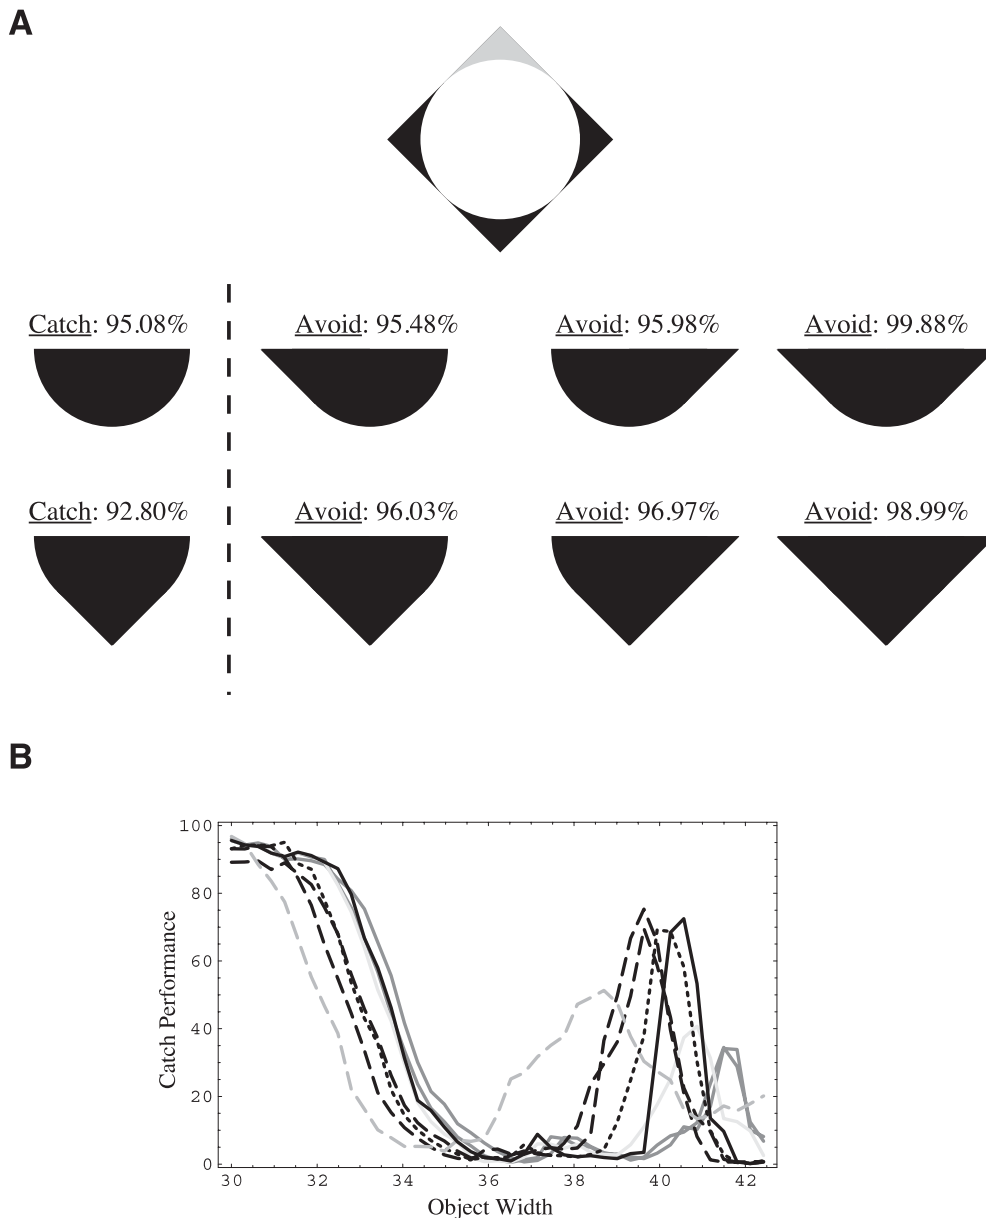 A
Catch: 95.08% Avoid: 95.48% Avoid: 95.98% Avoid: 99.88%
Catch: 92.80% Avoid: 96.03% Avoid: 96.97% Avoid: 98.99%
B
Catch Performance
100
80
60
40
20
0
30 32 34 36 38 40 42
Object Width